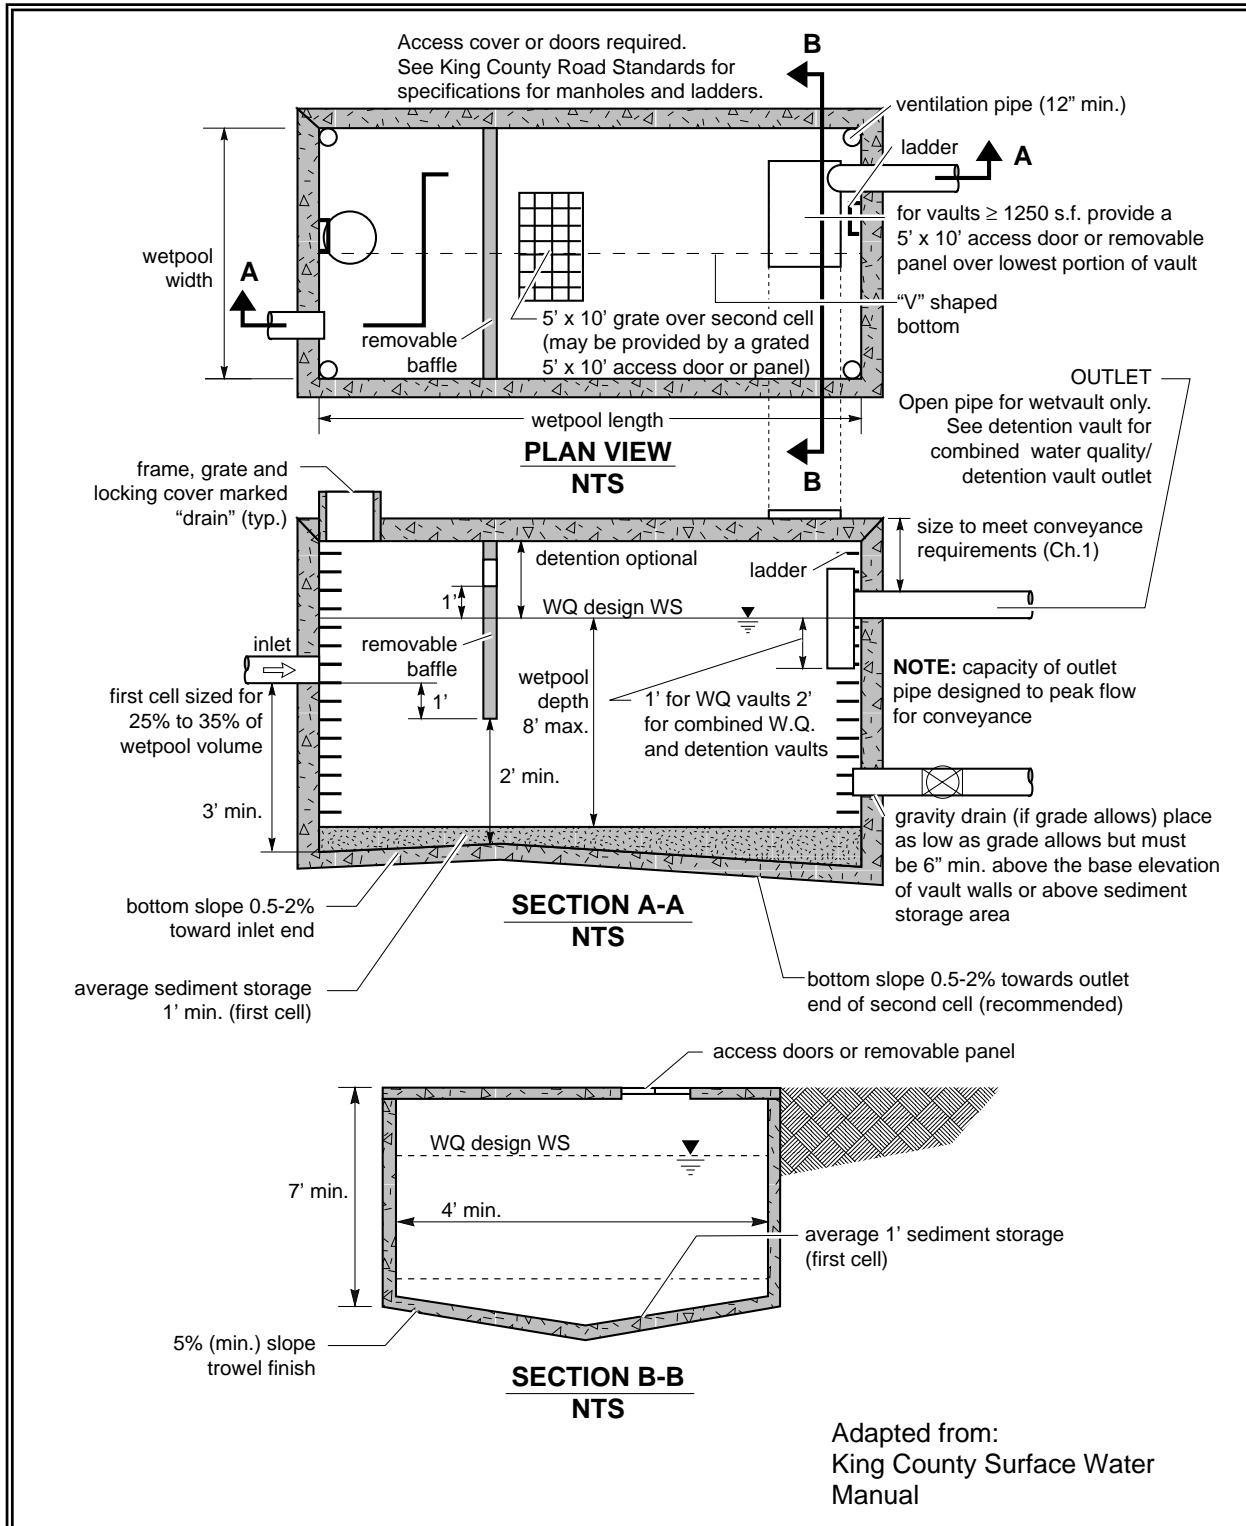 Access cover or doors required.
See King County Road Standards for
specifications for manholes and ladders.
B
ventilation pipe (12” min.)
ladder
A
for vaults ≥ 1250 s.f. provide a
5’ x 10’ access door or removable
panel over lowest portion of vault
wetpool
width
A
“V” shaped
bottom
removable
baffle
5’ x 10’ grate over second cell
(may be provided by a grated
5’ x 10’ access door or panel)
wetpool length
B
PLAN VIEW
NTS
OUTLET
Open pipe for wetvault only.
See detention vault for
combined water quality/
detention vault outlet
frame, grate and
locking cover marked
“drain” (typ.)
size to meet conveyance
requirements (Ch.1)
detention optional
ladder
1’
WQ design WS
inlet
removable
baffle
1’
wetpool
depth
8’ max.
first cell sized for
25% to 35% of
wetpool volume
NOTE: capacity of outlet
pipe designed to peak flow
for conveyance
1’ for WQ vaults 2’
for combined W.Q.
and detention vaults
2’ min.
3’ min.
gravity drain (if grade allows) place
as low as grade allows but must
be 6” min. above the base elevation
of vault walls or above sediment
storage area
bottom slope 0.5-2%
toward inlet end
SECTION A-A
NTS
average sediment storage
1’ min. (first cell)
bottom slope 0.5-2% towards outlet
end of second cell (recommended)
access doors or removable panel
WQ design WS
7’ min.
4’ min.
average 1’ sediment storage
(first cell)
5% (min.) slope
trowel finish
SECTION B-B
NTS
Adapted from:
King County Surface Water
Manual